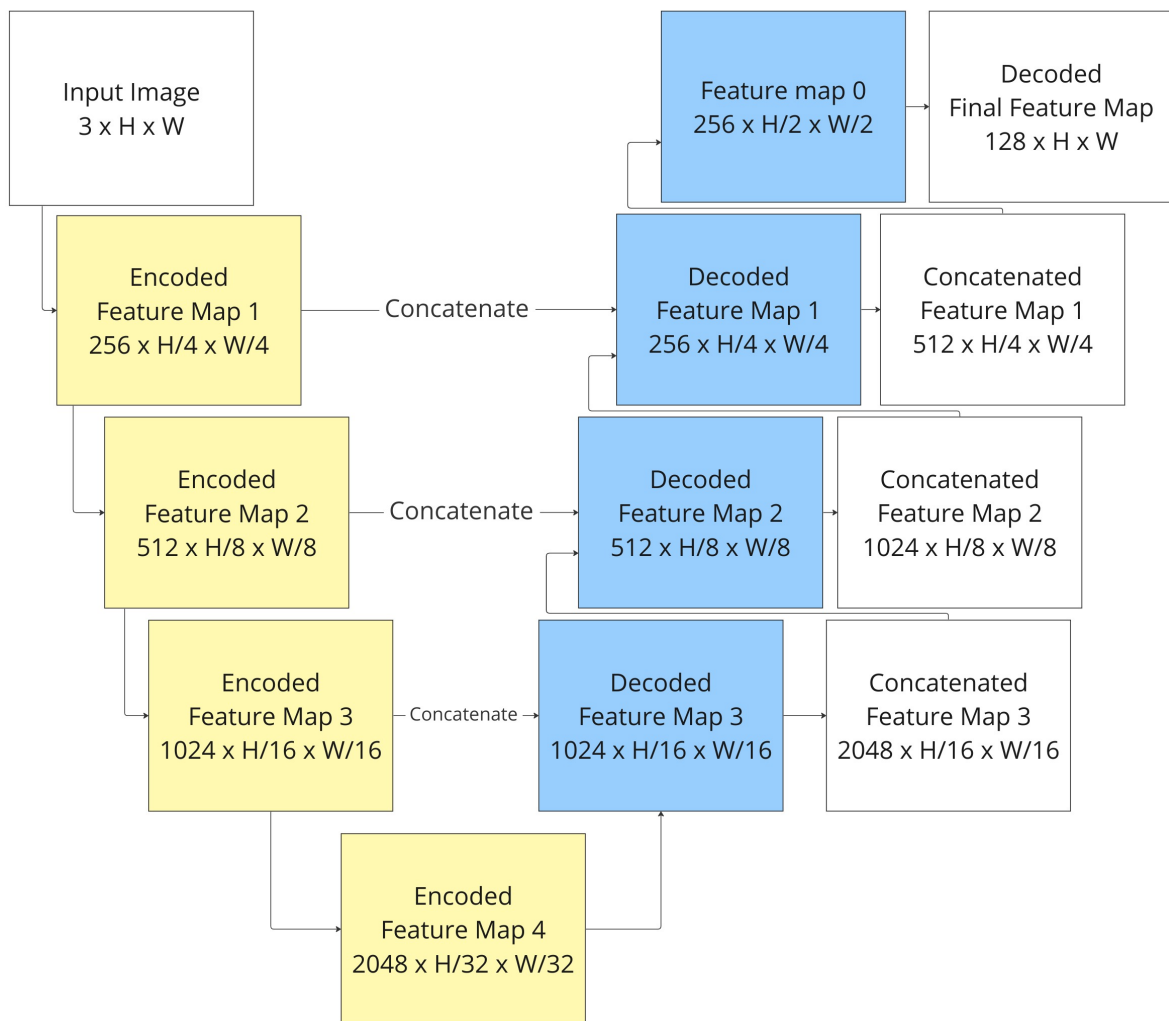 Input Image
3 x H x W
Feature map 0
256 x H/2 x W/2
Decoded
Final Feature Map
128 x H x W
Encoded
Feature Map 1
256 x H/4 x W/4
Concatenate
Decoded
Feature Map 1
256 x H/4 x W/4
Concatenated
Feature Map 1
512 x H/4 x W/4
Encoded
Feature Map 2
512 x H/8 x W/8
Concatenate
Decoded
Feature Map 2
512 x H/8 x W/8
Concatenated
Feature Map 2
1024 x H/8 x W/8
Encoded
Feature Map 3
1024 x H/16 x W/16
Concatenate
Decoded
Feature Map 3
1024 x H/16 x W/16
Concatenated
Feature Map 3
2048 x H/16 x W/16
Encoded
Feature Map 4
2048 x H/32 x W/32